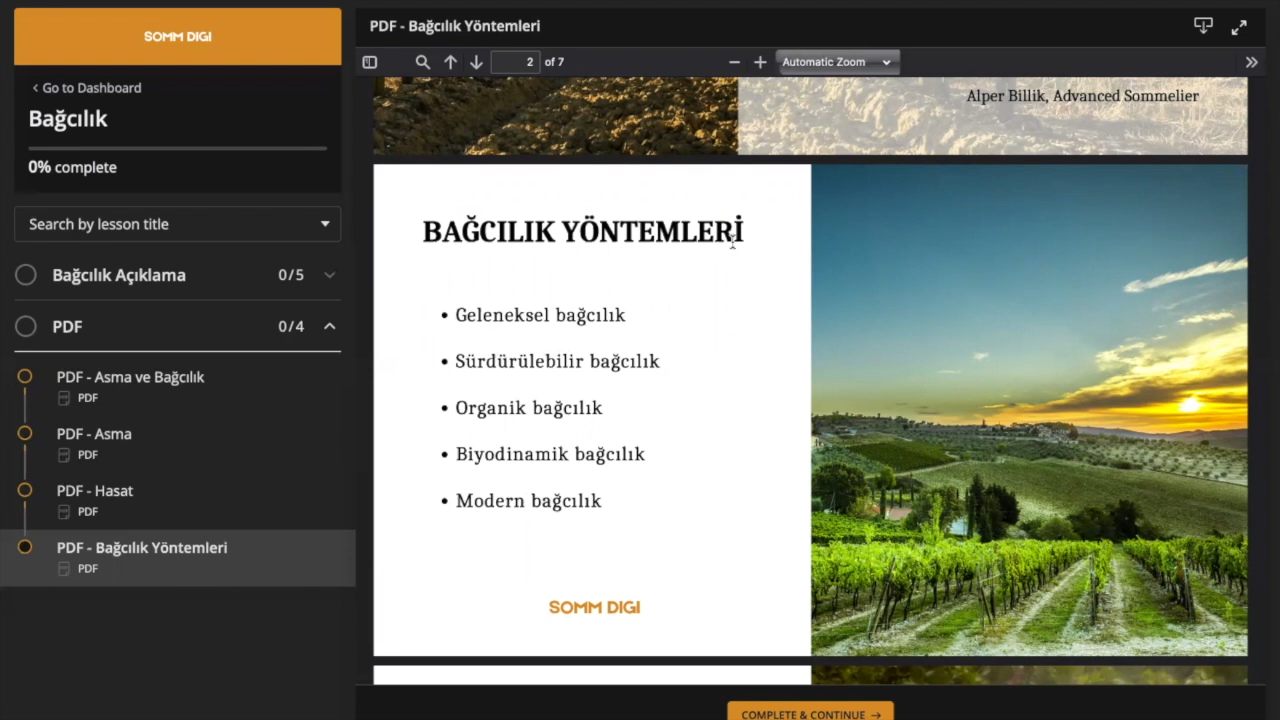 SOMM DIGI
Go to Dashboard
Bağcılık
0% complete
Search by lesson title
Bağcılık Açıklama 0/5
PDF 0/4
PDF - Asma ve Bağcılık
PDF
PDF - Asma
PDF
PDF - Hasat
PDF
PDF - Bağcılık Yöntemleri
PDF
PDF - Bağcılık Yöntemleri
2 of 7
Automatic Zoom
Alper Billik, Advanced Sommelier
BAĞCILIK YÖNTEMLERİ
• Geleneksel bağcılık
• Sürdürülebilir bağcılık
• Organik bağcılık
• Biyodinamik bağcılık
• Modern bağcılık
SOMM DIGI
COMPLETE & CONTINUE →